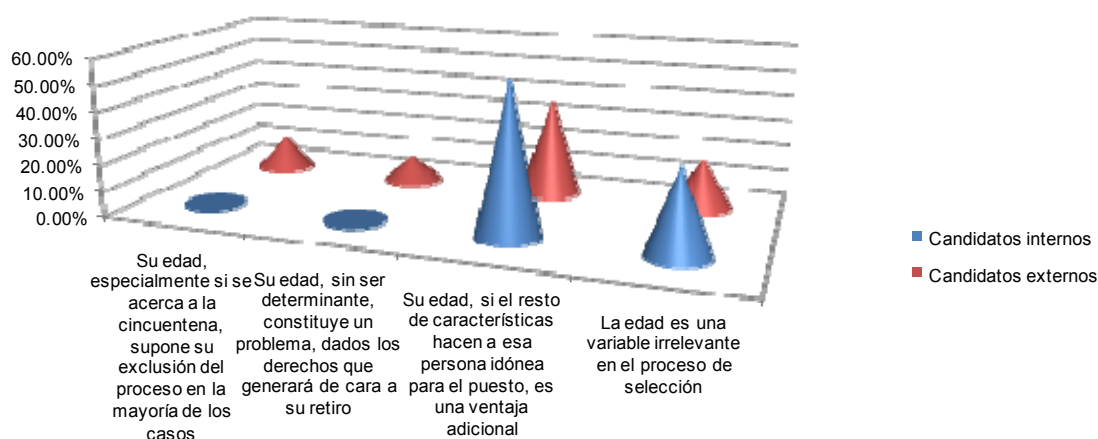 60.00%
50.00%
40.00%
30.00%
20.00%
10.00%
0.00%
Su edad,
especialmente si se
acerca a la
cincuentena,
supone su
exclusión del
proceso en la
mayoría de los
casos
Su edad, sin ser
determinante,
constituye un
problema, dados los
derechos que
generará de cara a
su retiro
Su edad, si el resto
de características
hacen a esa
persona idónea
para el puesto, es
una ventaja
adicional
La edad es una
variable irrelevante
en el proceso de
selección
Candidatos internos
Candidatos externos